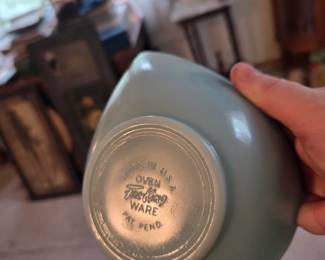 MADE IN U.S.A.
OVEN
Fire-King
WARE
PAT. PEND.